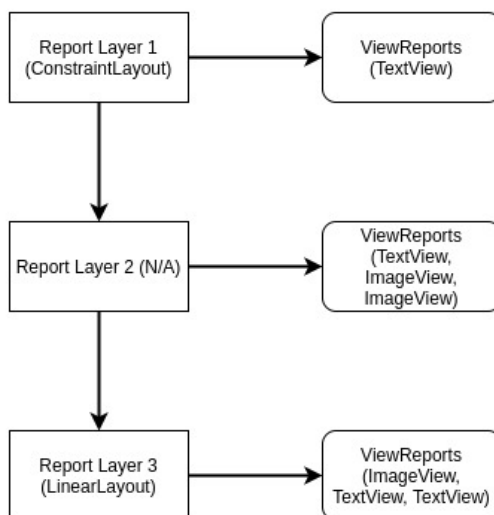 Report Layer 1
(ConstraintLayout)
ViewReports
(TextView)
Report Layer 2 (N/A)
ViewReports
(TextView,
ImageView,
ImageView)
Report Layer 3
(LinearLayout)
ViewReports
(ImageView,
TextView, TextView)